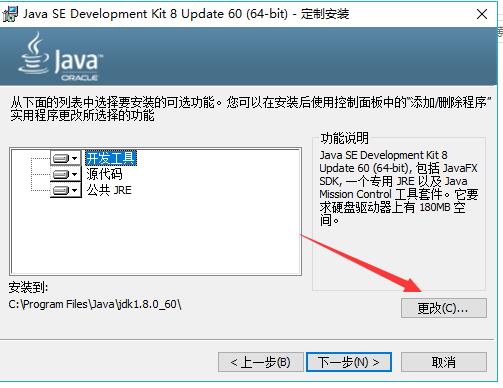 Java SE Development Kit 8 Update 60 (64-bit) - 定制安装
Java
ORACLE
从下面的列表中选择要安装的可选功能。您可以在安装后使用控制面板中的“添加/删除程序”
实用程序更改所选择的功能
开发工具
源代码
公共 JRE
功能说明
Java SE Development Kit 8
Update 60 (64-bit), 包括 JavaFX
SDK, 一个专用 JRE 以及 Java
Mission Control 工具套件。它要
求硬盘驱动器上有 180MB 空
间。
安装到:
C:\Program Files\Java\jdk1.8.0_60\
更改(C)...
< 上一步(B)
下一步(N) >
取消